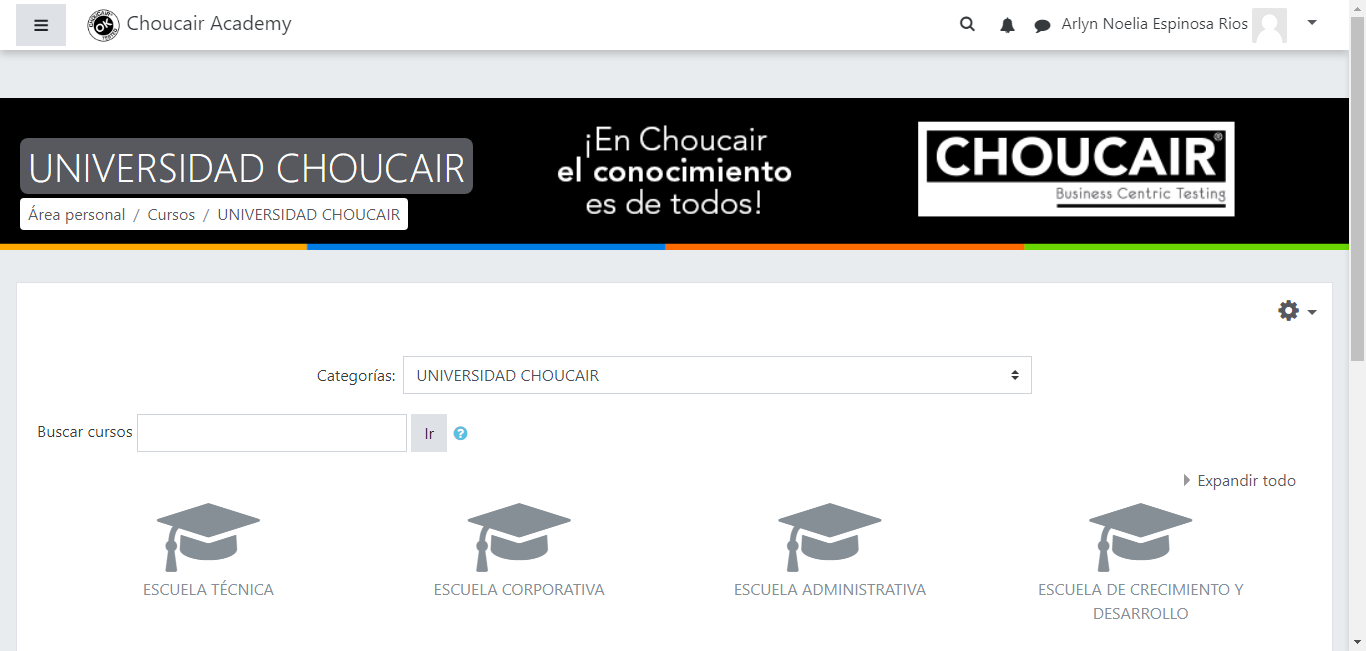 Choucair Academy
Arlyn Noelia Espinosa Rios
UNIVERSIDAD CHOUCAIR
Área personal / Cursos / UNIVERSIDAD CHOUCAIR
¡En Choucair
el conocimiento
es de todos!
CHOUCAIR®
Business Centric Testing
Categorías: UNIVERSIDAD CHOUCAIR
Buscar cursos Ir ?
Expandir todo
ESCUELA TÉCNICA
ESCUELA CORPORATIVA
ESCUELA ADMINISTRATIVA
ESCUELA DE CRECIMIENTO Y
DESARROLLO